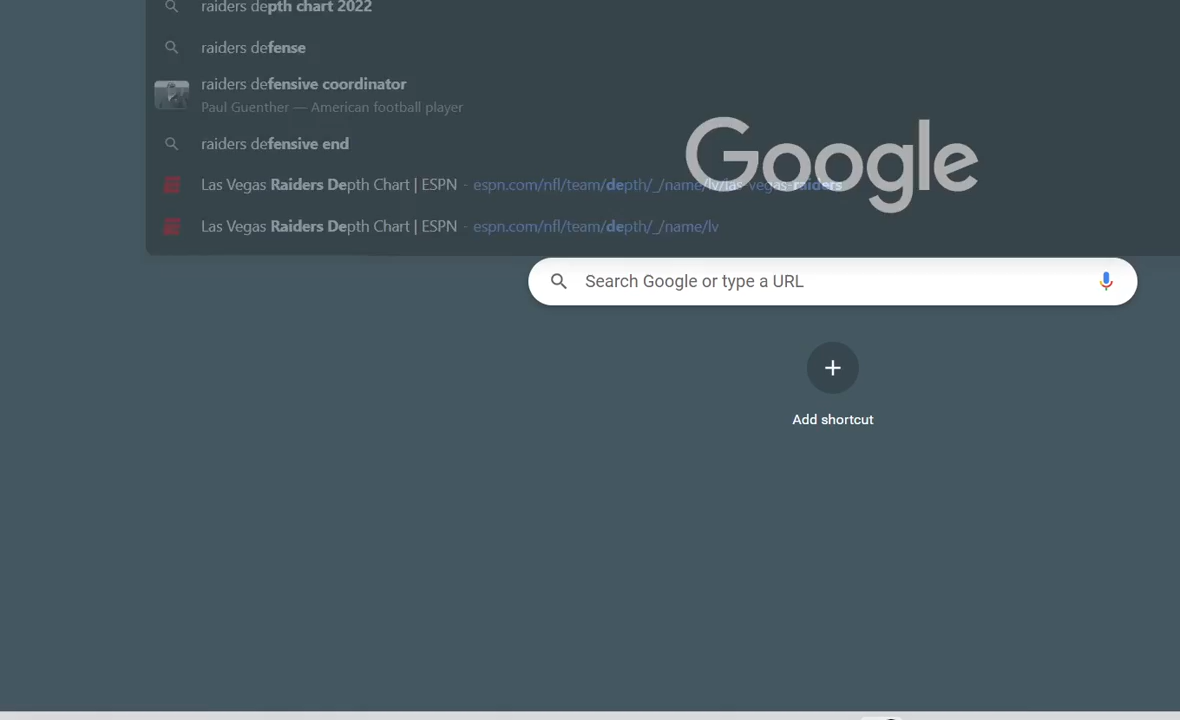 raiders depth chart 2022
raiders defense
raiders defensive coordinator
Paul Guenther — American football player
raiders defensive end
Las Vegas Raiders Depth Chart | ESPN - espn.com/nfl/team/depth/_/name/lv/las-vegas-raiders
Las Vegas Raiders Depth Chart | ESPN - espn.com/nfl/team/depth/_/name/lv
Google
Search Google or type a URL
Add shortcut